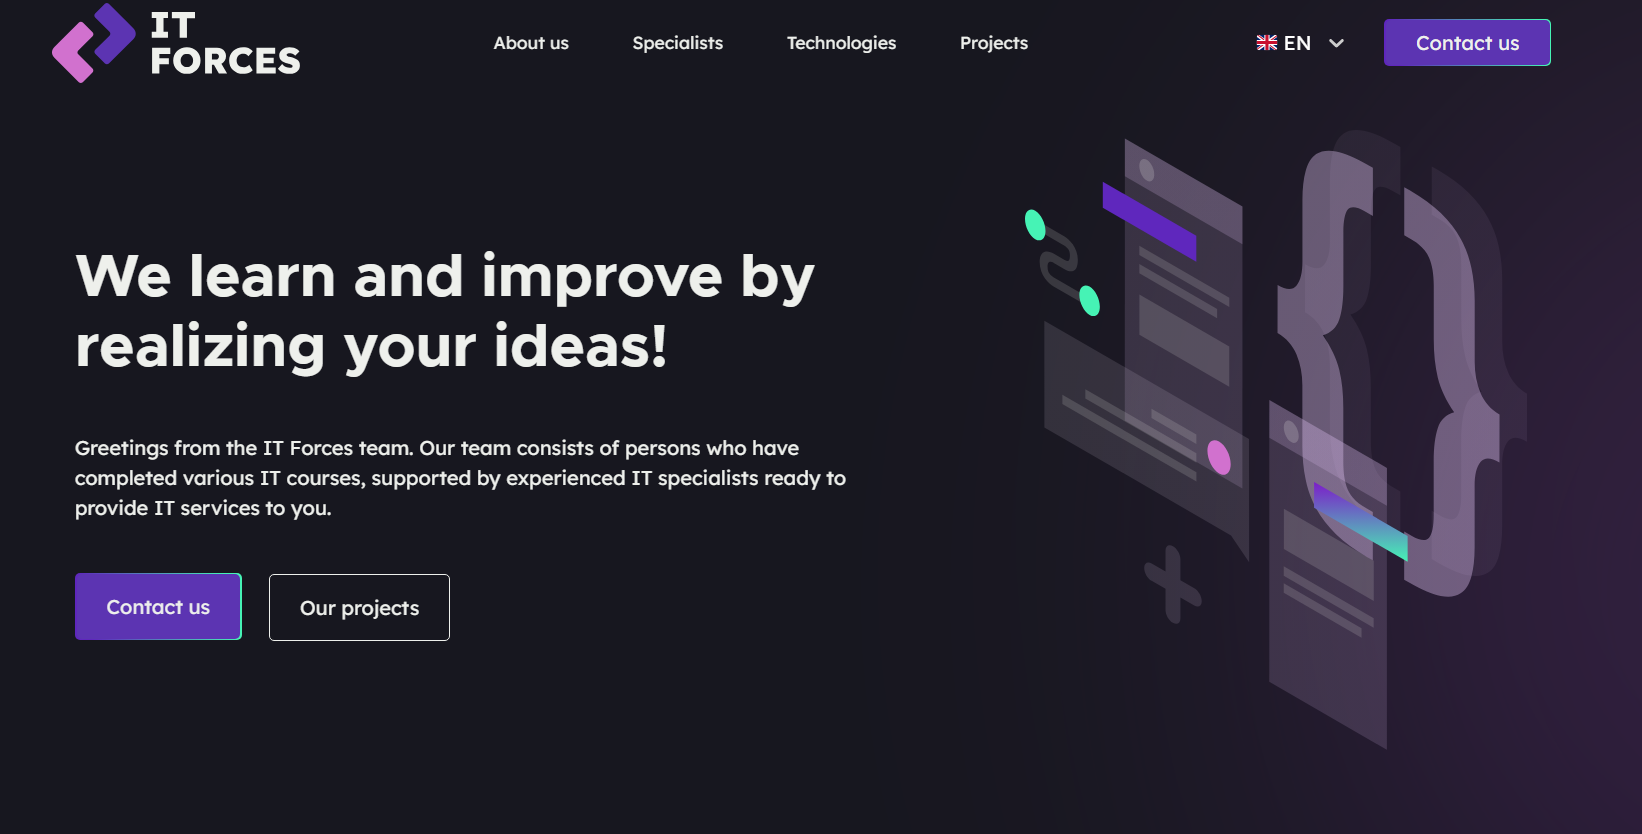 IT
FORCES
About us
Specialists
Technologies
Projects
EN
Contact us
We learn and improve by
realizing your ideas!
Greetings from the IT Forces team. Our team consists of persons who have
completed various IT courses, supported by experienced IT specialists ready to
provide IT services to you.
Contact us
Our projects